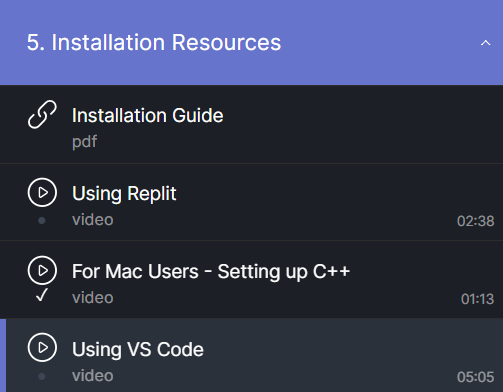 5. Installation Resources
Installation Guide
pdf
Using Replit
video 02:38
For Mac Users - Setting up C++
video 01:13
Using VS Code
video 05:05